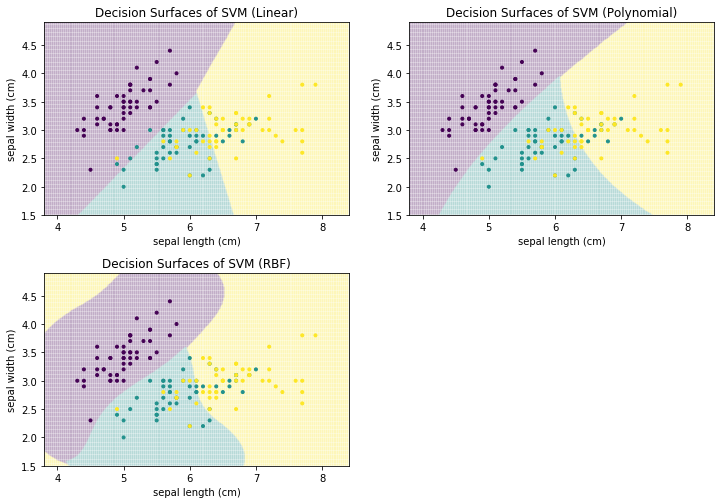 Decision Surfaces of SVM (Linear)
sepal width (cm)
4.5
4.0
3.5
3.0
2.5
2.0
1.5
4 5 6 7 8
sepal length (cm)
Decision Surfaces of SVM (Polynomial)
sepal width (cm)
4.5
4.0
3.5
3.0
2.5
2.0
1.5
4 5 6 7 8
sepal length (cm)
Decision Surfaces of SVM (RBF)
sepal width (cm)
4.5
4.0
3.5
3.0
2.5
2.0
1.5
4 5 6 7 8
sepal length (cm)